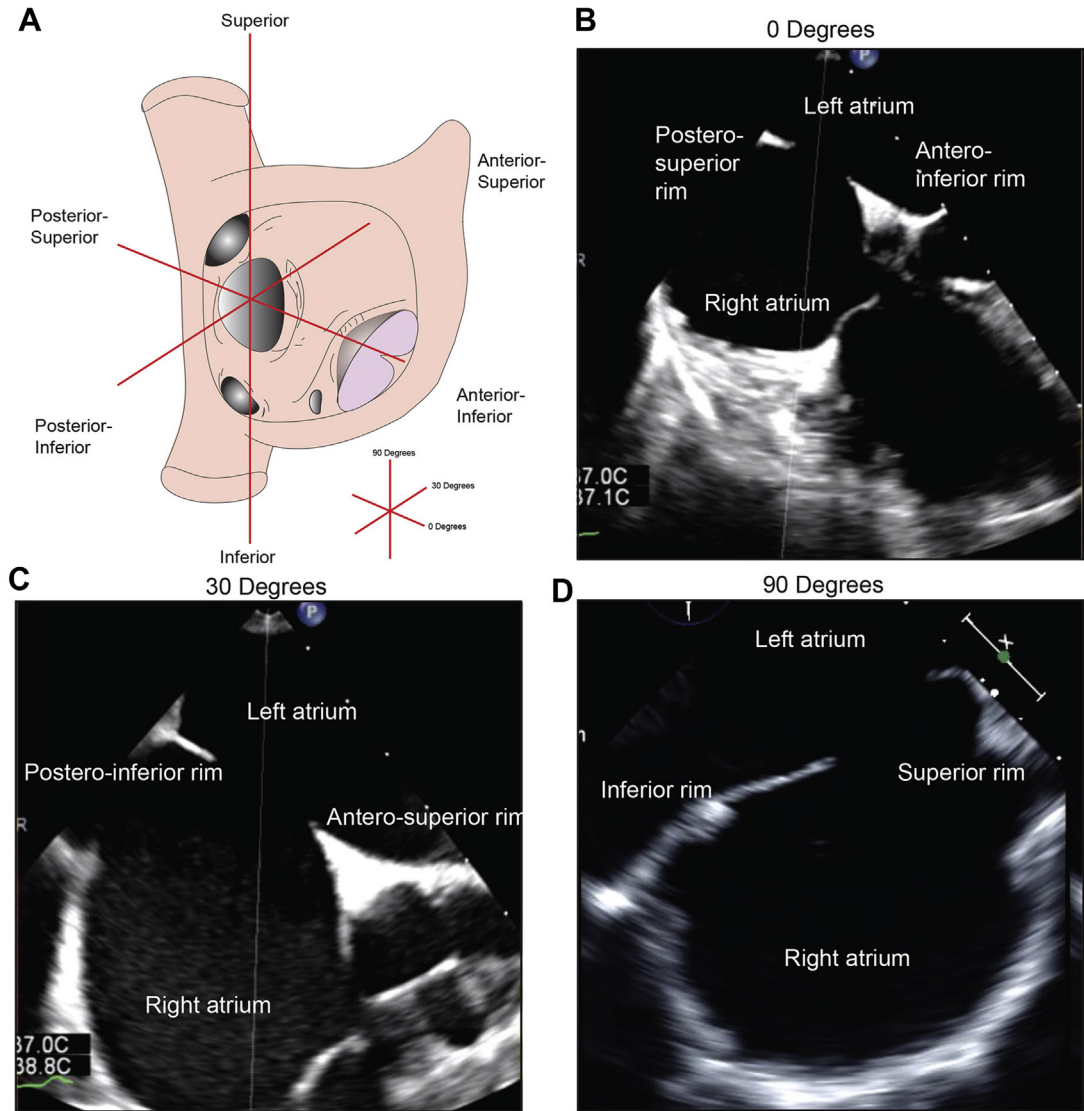 A
Superior
Anterior-
Superior
Posterior-
Superior
Posterior-
Inferior
Anterior-
Inferior
90 Degrees
30 Degrees
0 Degrees
Inferior
B
0 Degrees
P
Left atrium
Postero-
superior
rim
Antero-
inferior rim
R
Right atrium
37.0C
37.1C
C
30 Degrees
P
Left atrium
Postero-inferior rim
Antero-superior rim
R
Right atrium
37.0C
38.8C
D
90 Degrees
Left atrium
X
Inferior rim
Superior rim
Right atrium